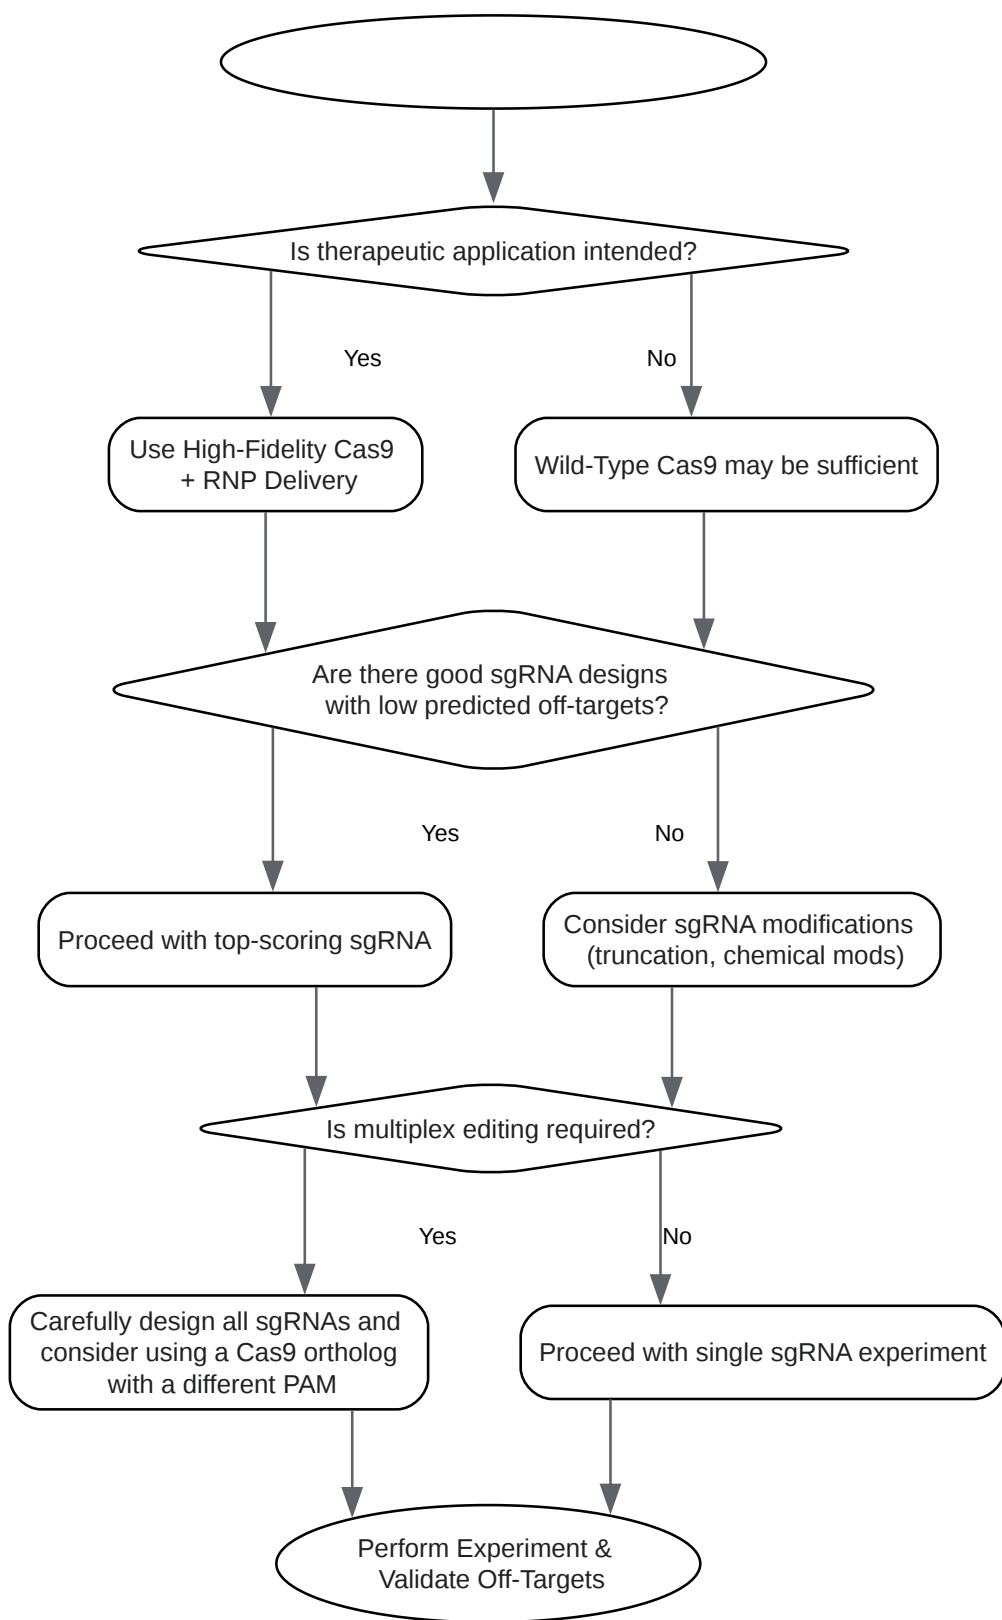 Is therapeutic application intended?
Yes
No
Use High-Fidelity Cas9
+ RNP Delivery
Wild-Type Cas9 may be sufficient
Are there good sgRNA designs
with low predicted off-targets?
Yes
No
Proceed with top-scoring sgRNA
Consider sgRNA modifications
(truncation, chemical mods)
Is multiplex editing required?
Yes
No
Carefully design all sgRNAs and
consider using a Cas9 ortholog
with a different PAM
Proceed with single sgRNA experiment
Perform Experiment &
Validate Off-Targets